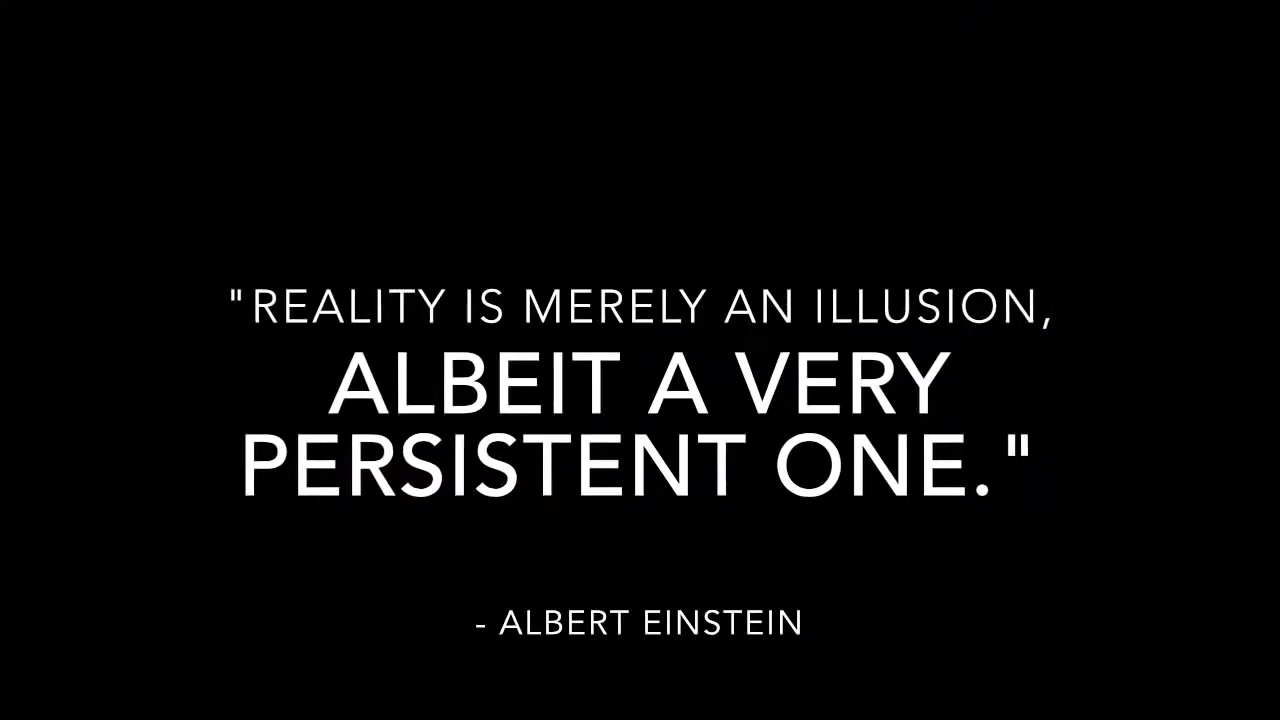 "REALITY IS MERELY AN ILLUSION,
ALBEIT A VERY
PERSISTENT ONE."
- ALBERT EINSTEIN